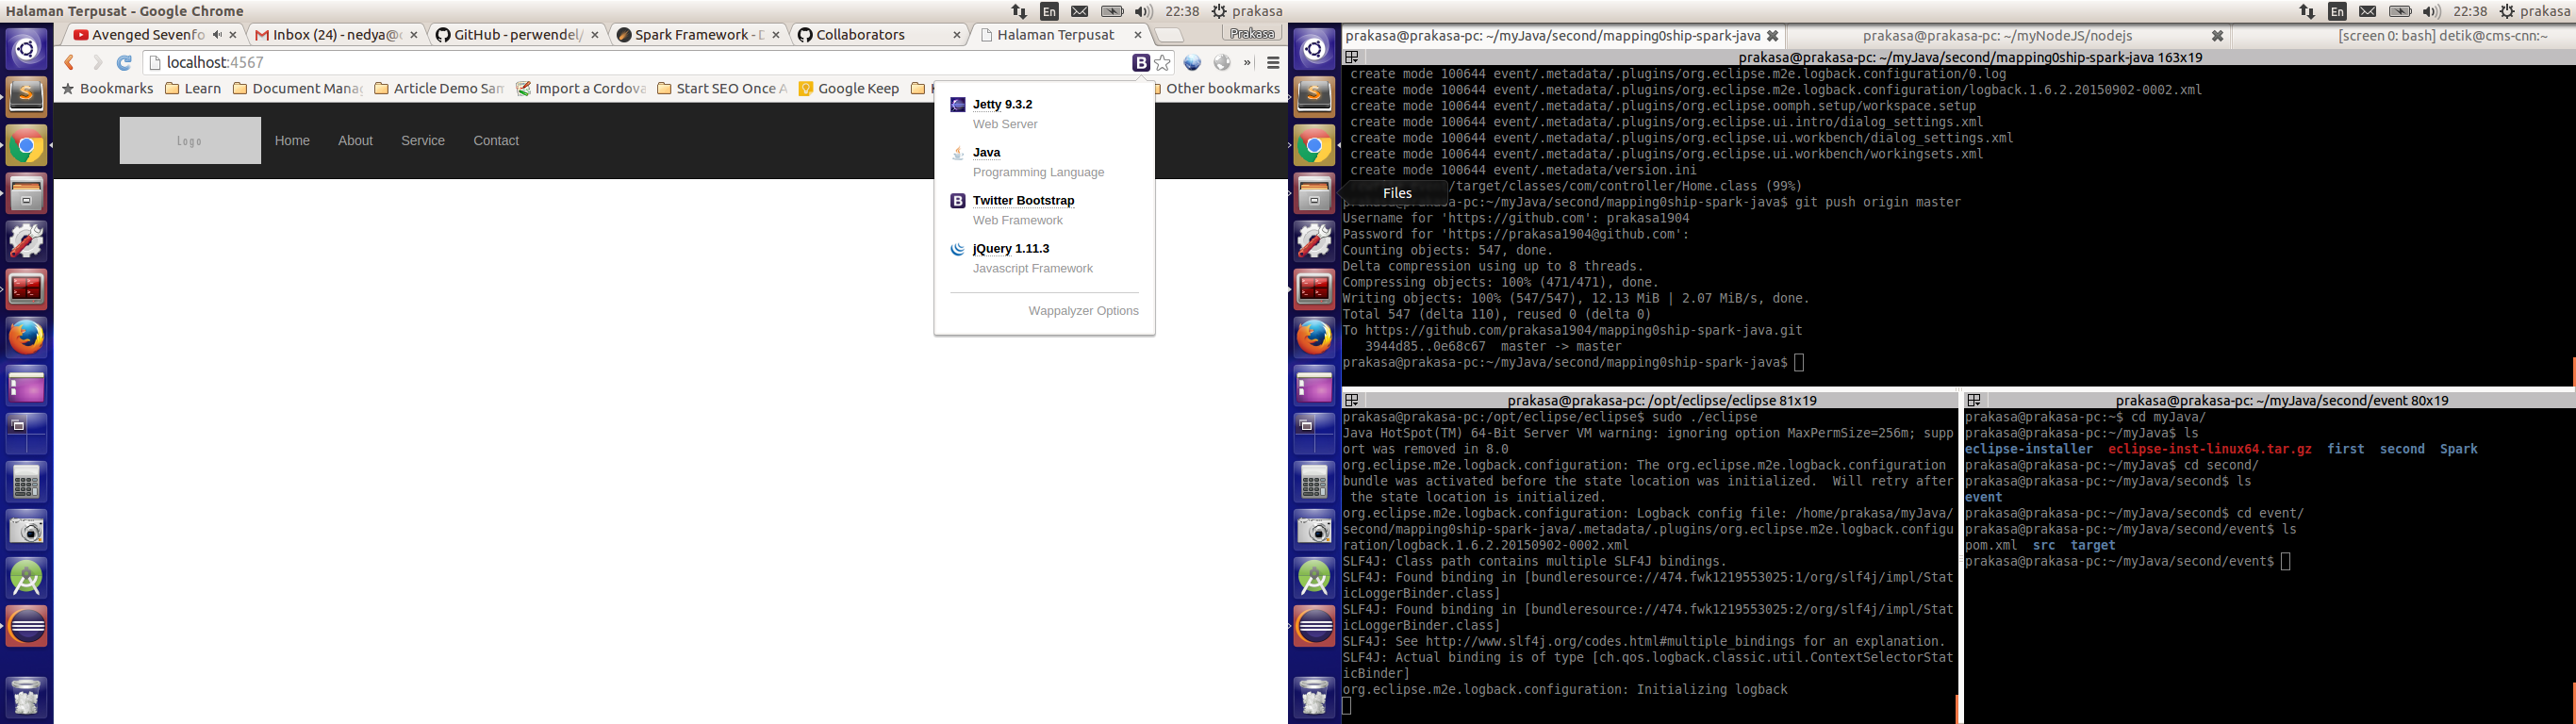 Halaman Terpusat - Google Chrome
En
22:38
prakasa
Avenged Sevenfo
Inbox (24) - nedya@
GitHub - perwendel/
Spark Framework - D
Collaborators
Halaman Terpusat
Prakasa
localhost:4567
Bookmarks
Learn
Document Manag
Article Demo Sam
Import a Cordova
Start SEO Once A
Google Keep
Other bookmarks
Logo
Home
About
Service
Contact
Jetty 9.3.2
Web Server
Java
Programming Language
Twitter Bootstrap
Web Framework
jQuery 1.11.3
Javascript Framework
Wappalyzer Options
En
22:38
prakasa
prakasa@prakasa-pc: ~/myJava/second/mapping0ship-spark-java
prakasa@prakasa-pc: ~/myNodeJS/nodejs
[screen 0: bash] detik@cms-cnn:~
prakasa@prakasa-pc: ~/myJava/second/mapping0ship-spark-java 163x19
create mode 100644 event/.metadata/.plugins/org.eclipse.m2e.logback.configuration/0.log
create mode 100644 event/.metadata/.plugins/org.eclipse.m2e.logback.configuration/logback.1.6.2.20150902-0002.xml
create mode 100644 event/.metadata/.plugins/org.eclipse.oomph.setup/workspace.setup
create mode 100644 event/.metadata/.plugins/org.eclipse.ui.intro/dialog_settings.xml
create mode 100644 event/.metadata/.plugins/org.eclipse.ui.workbench/dialog_settings.xml
create mode 100644 event/.metadata/.plugins/org.eclipse.ui.workbench/workingsets.xml
create mode 100644 event/.metadata/version.ini
/target/classes/com/controller/Home.class (99%)
Files
prakasa@prakasa-pc:~/myJava/second/mapping0ship-spark-java$ git push origin master
Username for 'https://github.com': prakasa1904
Password for 'https://prakasa1904@github.com':
Counting objects: 547, done.
Delta compression using up to 8 threads.
Compressing objects: 100% (471/471), done.
Writing objects: 100% (547/547), 12.13 MiB | 2.07 MiB/s, done.
Total 547 (delta 110), reused 0 (delta 0)
To https://github.com/prakasa1904/mapping0ship-spark-java.git
3944d85..0e68c67  master -> master
prakasa@prakasa-pc:~/myJava/second/mapping0ship-spark-java$
prakasa@prakasa-pc: /opt/eclipse/eclipse 81x19
prakasa@prakasa-pc:/opt/eclipse/eclipse$ sudo ./eclipse
Java HotSpot(TM) 64-Bit Server VM warning: ignoring option MaxPermSize=256m; supp
ort was removed in 8.0
org.eclipse.m2e.logback.configuration: The org.eclipse.m2e.logback.configuration
bundle was activated before the state location was initialized.  Will retry after
the state location is initialized.
org.eclipse.m2e.logback.configuration: Logback config file: /home/prakasa/myJava/
second/mapping0ship-spark-java/.metadata/.plugins/org.eclipse.m2e.logback.configu
ration/logback.1.6.2.20150902-0002.xml
SLF4J: Class path contains multiple SLF4J bindings.
SLF4J: Found binding in [bundleresource://474.fwk1219553025:1/org/slf4j/impl/Stat
icLoggerBinder.class]
SLF4J: Found binding in [bundleresource://474.fwk1219553025:2/org/slf4j/impl/Stat
icLoggerBinder.class]
SLF4J: See http://www.slf4j.org/codes.html#multiple_bindings for an explanation.
SLF4J: Actual binding is of type [ch.qos.logback.classic.util.ContextSelectorStat
icBinder]
org.eclipse.m2e.logback.configuration: Initializing logback
prakasa@prakasa-pc: ~/myJava/second/event 80x19
prakasa@prakasa-pc:~$ cd myJava/
prakasa@prakasa-pc:~/myJava$ ls
eclipse-installer  eclipse-inst-linux64.tar.gz  first  second  Spark
prakasa@prakasa-pc:~/myJava$ cd second/
prakasa@prakasa-pc:~/myJava/second$ ls
event
prakasa@prakasa-pc:~/myJava/second$ cd event/
prakasa@prakasa-pc:~/myJava/second/event$ ls
pom.xml  src  target
prakasa@prakasa-pc:~/myJava/second/event$